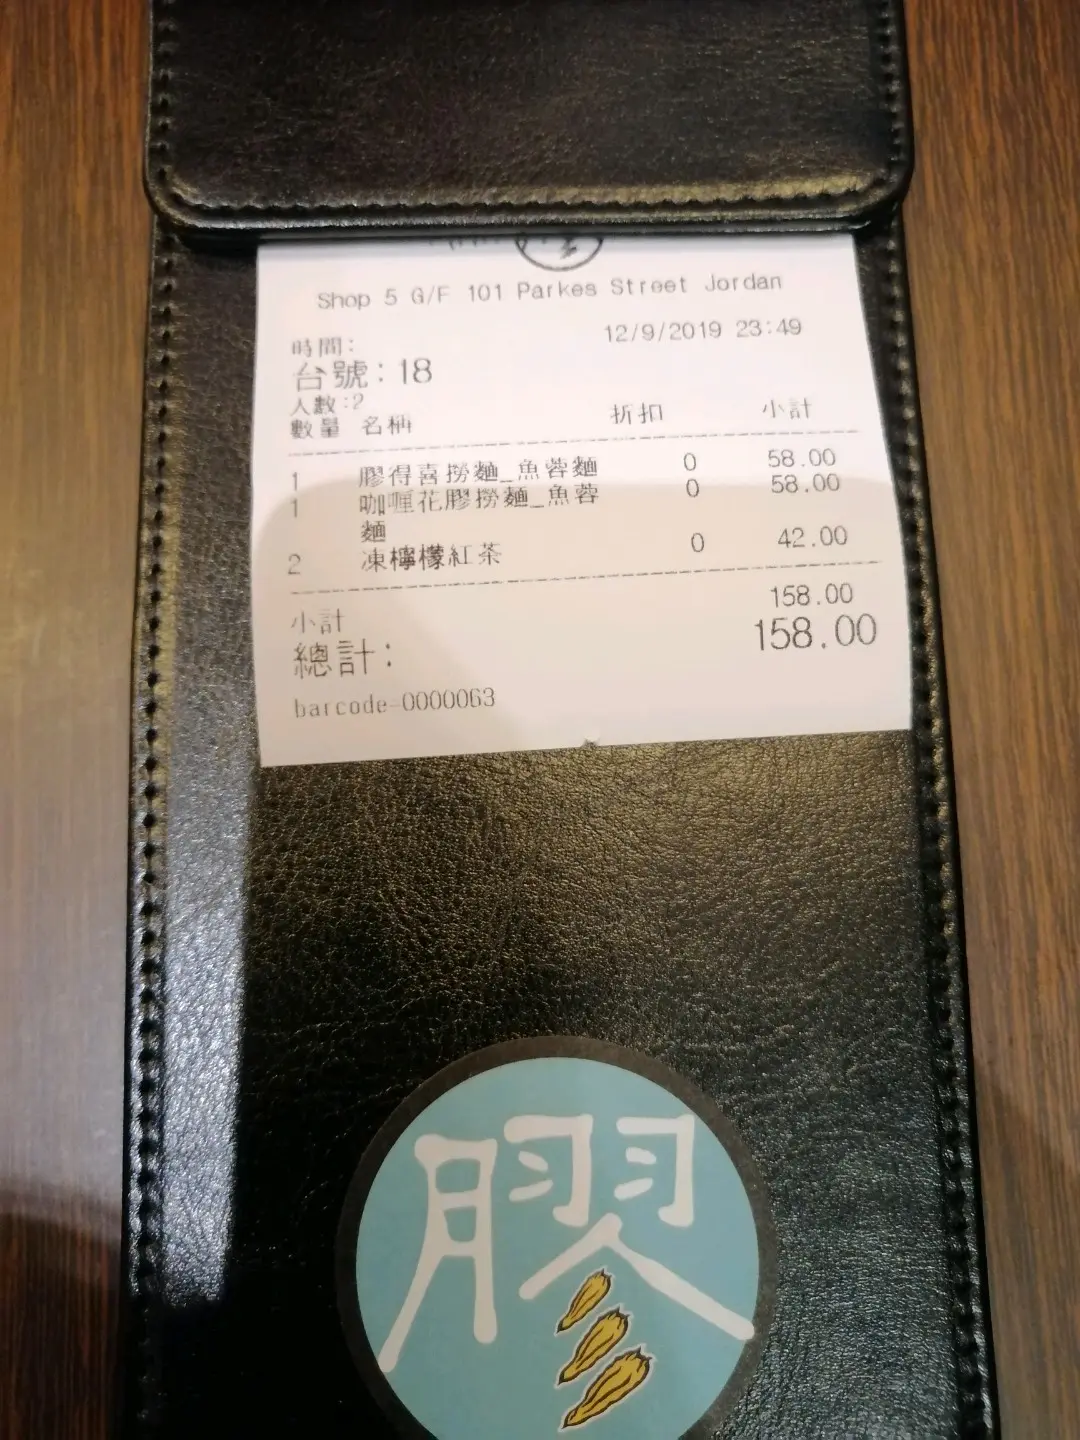 Shop 5 G/F 101 Parkes Street Jordan
時間: 12/9/2019 23:49
台號: 18
人數:2
數量 名稱 折扣 小計
1 膠得喜撈麵_魚蓉麵 0 58.00
1 咖喱花膠撈麵_魚蓉 0 58.00
麵
2 凍檸檬紅茶 0 42.00
小計 158.00
總計: 158.00
barcode-0000063
膠